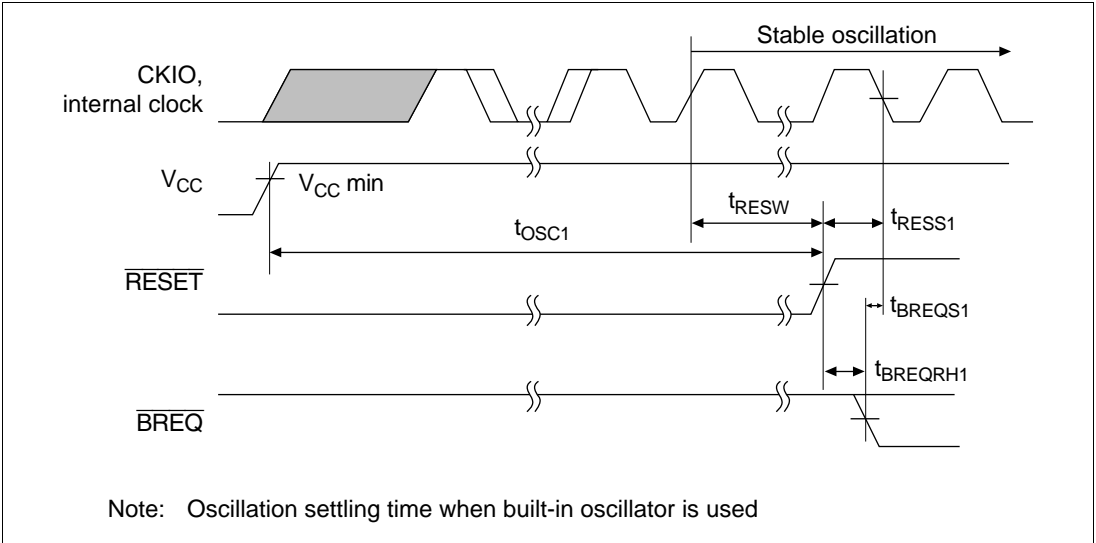 Stable oscillation
CKIO,
internal clock
VCC
VCC min
tRESW
tRESS1
tOSC1
RESET
tBREQS1
tBREQRH1
BREQ
Note: Oscillation settling time when built-in oscillator is used